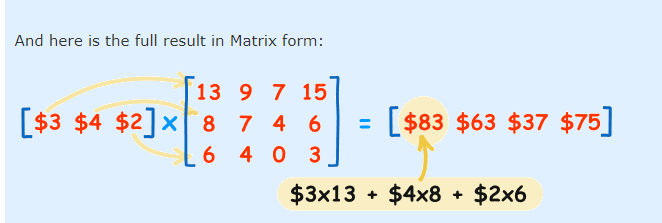 And here is the full result in Matrix form:
13 9 7 15
[$3 $4 $2] × 8 7 4 6 = [$83 $63 $37 $75]
6 4 0 3
$3x13 + $4x8 + $2x6